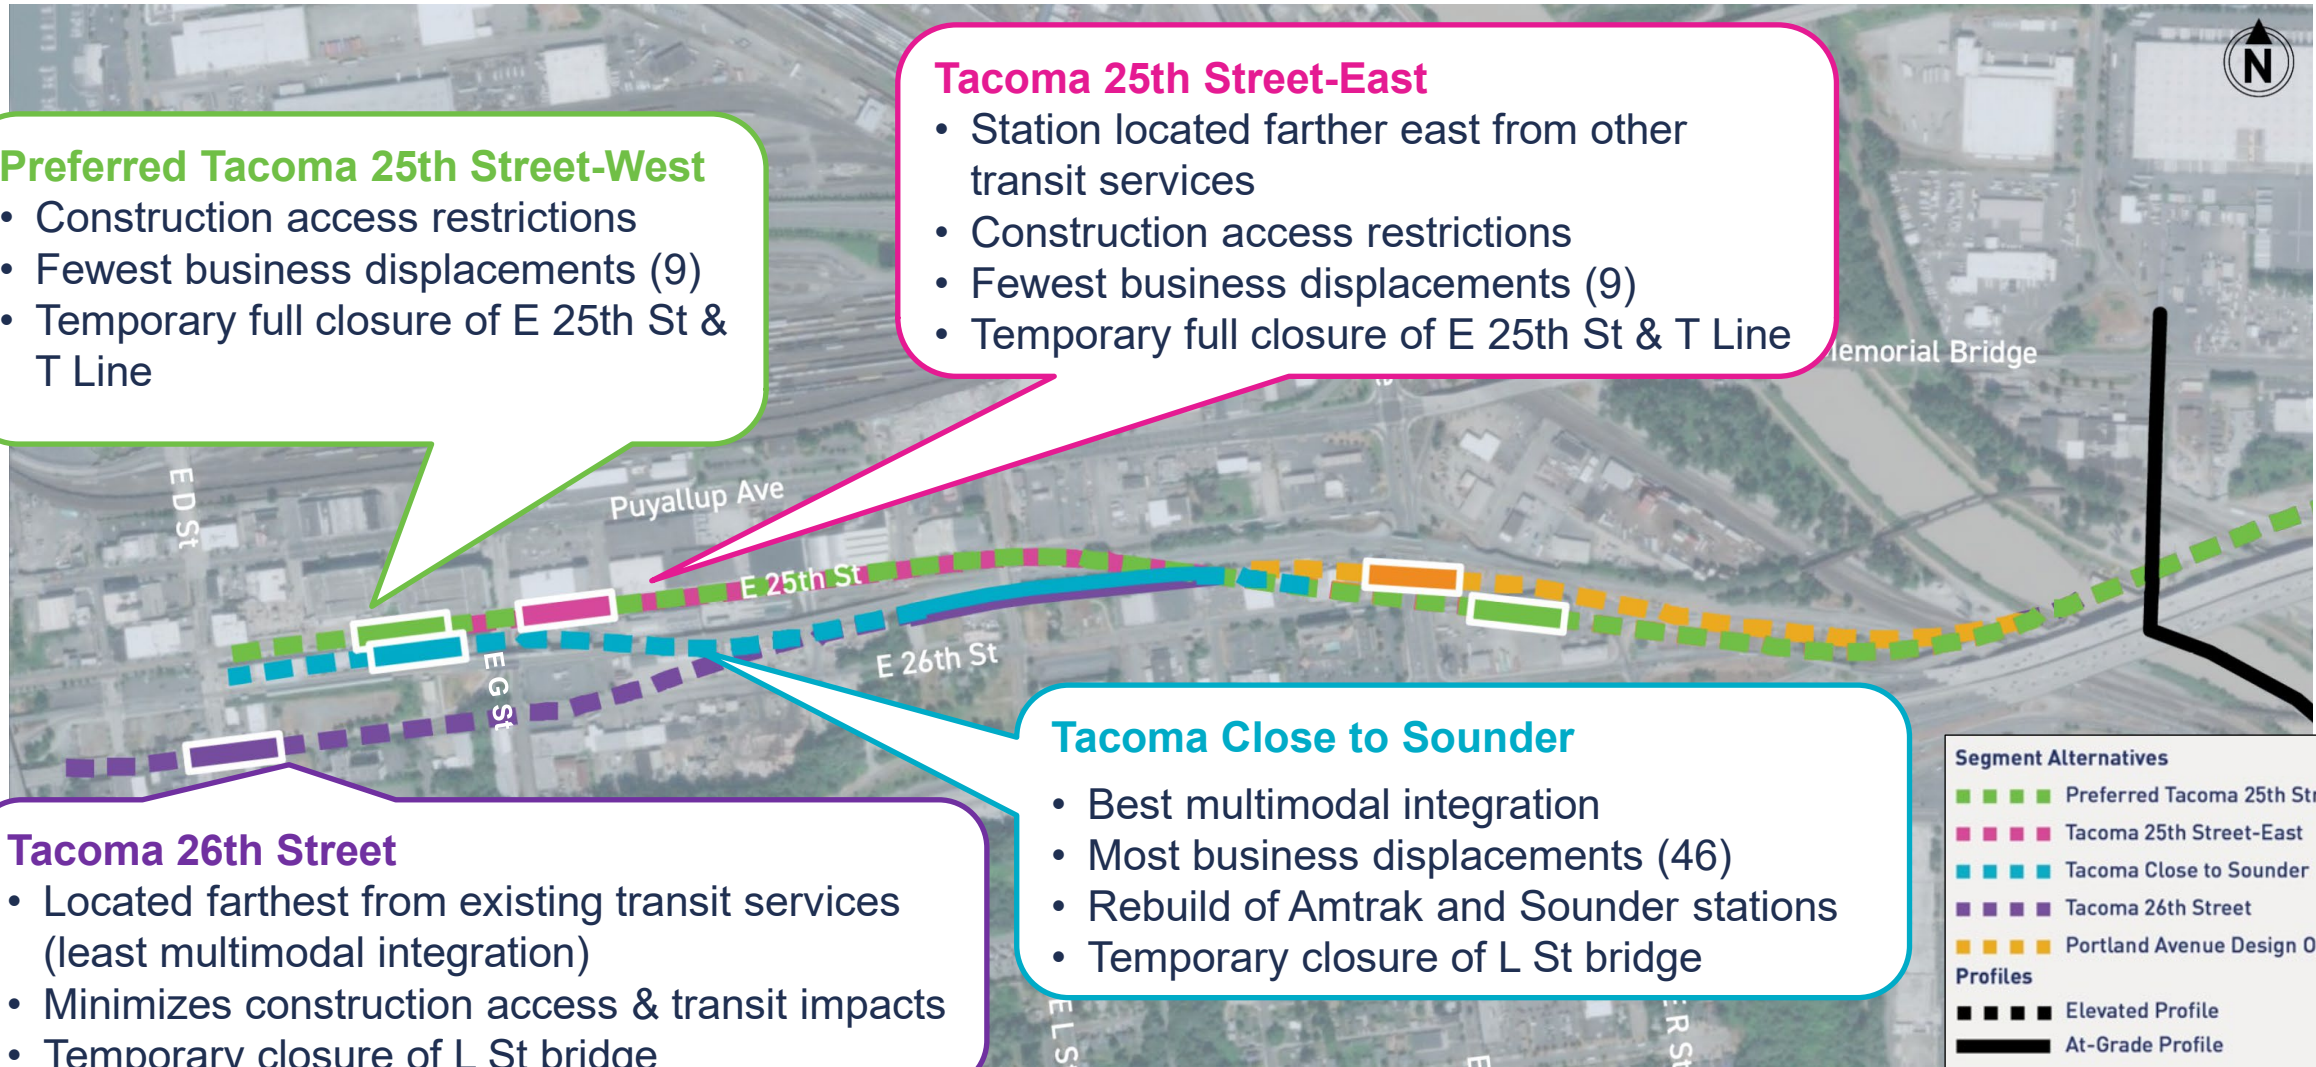 N
Tacoma 25th Street-East
• Station located farther east from other
transit services
• Construction access restrictions
• Fewest business displacements (9)
• Temporary full closure of E 25th St & T Line
Preferred Tacoma 25th Street-West
• Construction access restrictions
• Fewest business displacements (9)
• Temporary full closure of E 25th St &
T Line
Memorial Bridge
E D St
Puyallup Ave
E 25th St
E 26th St
E G St
Tacoma Close to Sounder
• Best multimodal integration
• Most business displacements (46)
• Rebuild of Amtrak and Sounder stations
• Temporary closure of L St bridge
Tacoma 26th Street
• Located farthest from existing transit services
(least multimodal integration)
• Minimizes construction access & transit impacts
• Temporary closure of L St bridge
E L St
E R St
E
Segment Alternatives
Preferred Tacoma 25th Str
Tacoma 25th Street-East
Tacoma Close to Sounder
Tacoma 26th Street
Portland Avenue Design O
Profiles
Elevated Profile
At-Grade Profile